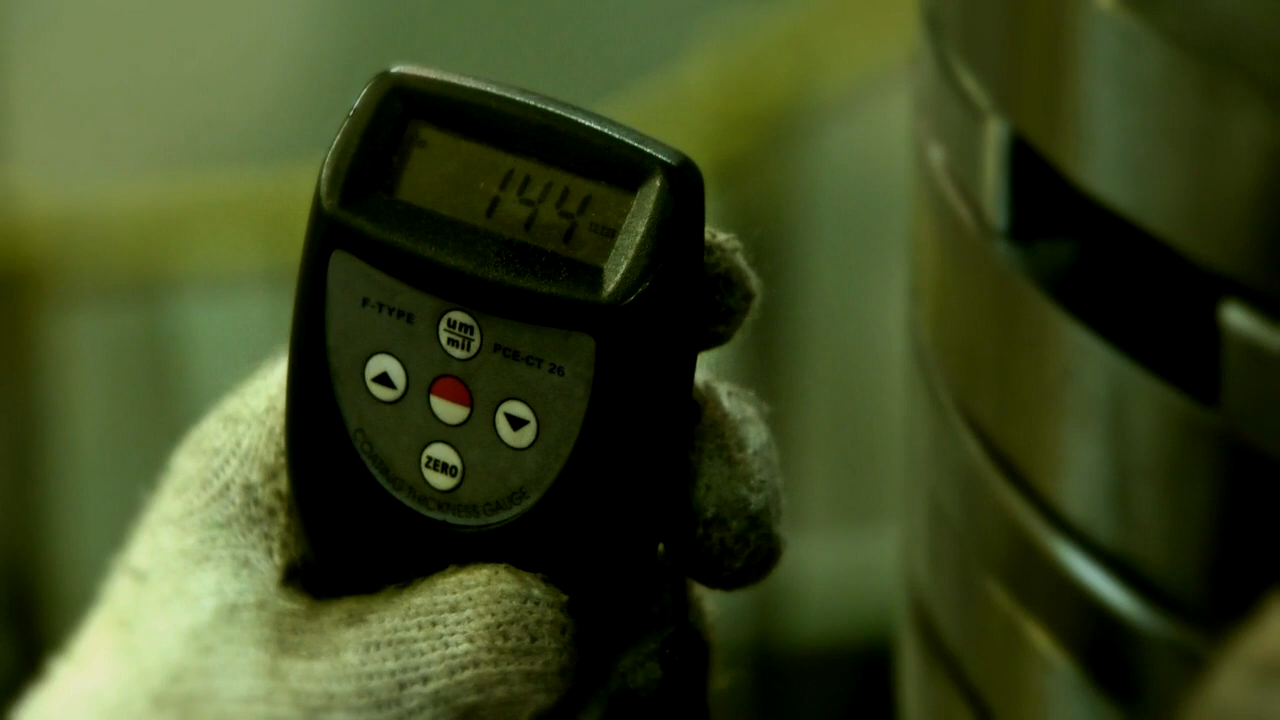 144
F-TYPE
um
mil
PCE-CT 26
ZERO
COATING THICKNESS GAUGE